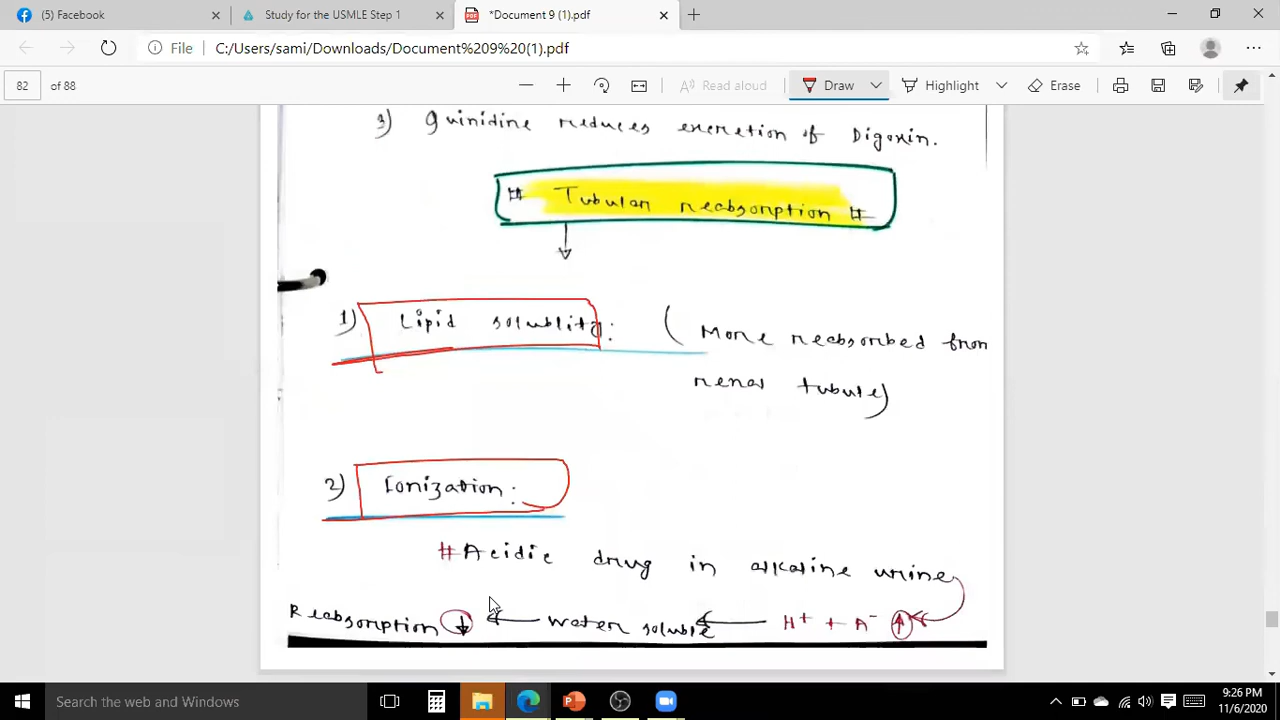 (5) Facebook
Study for the USMLE Step 1
*Document 9 (1).pdf
File C:/Users/sami/Downloads/Document%209%20(1).pdf
82 of 88
Read aloud
Draw
Highlight
Erase
3) quinidine reduces excretion of Digoxin.
# Tubular reabsorption #
1) Lipid solublity: (More reabsorbed from
renal tubule)
2) Ionization:
# Acidic drug in alkaline urine
Reabsorption ↓ ← water soluble ← H+ + A- ↑
Search the web and Windows
9:26 PM
11/6/2020